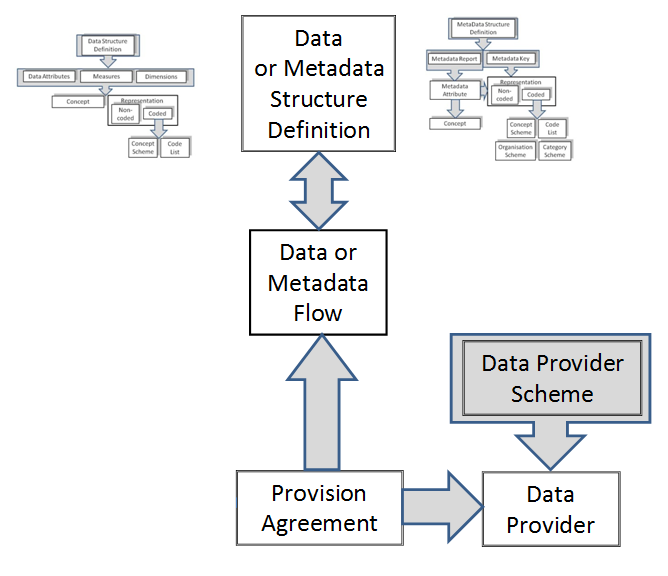 Data Structure
Definition
Data Attributes
Measures
Dimensions
Concept
Representation
Non-
coded
Coded
Concept
Scheme
Code
List
Data
or Metadata
Structure
Definition
MetaData Structure
Definition
Metadata Report
Metadata Key
Metadata
Attribute
Representation
Non-
coded
Coded
Concept
Concept
Scheme
Code
List
Organisation
Scheme
Category
Scheme
Data or
Metadata
Flow
Data Provider
Scheme
Provision
Agreement
Data
Provider